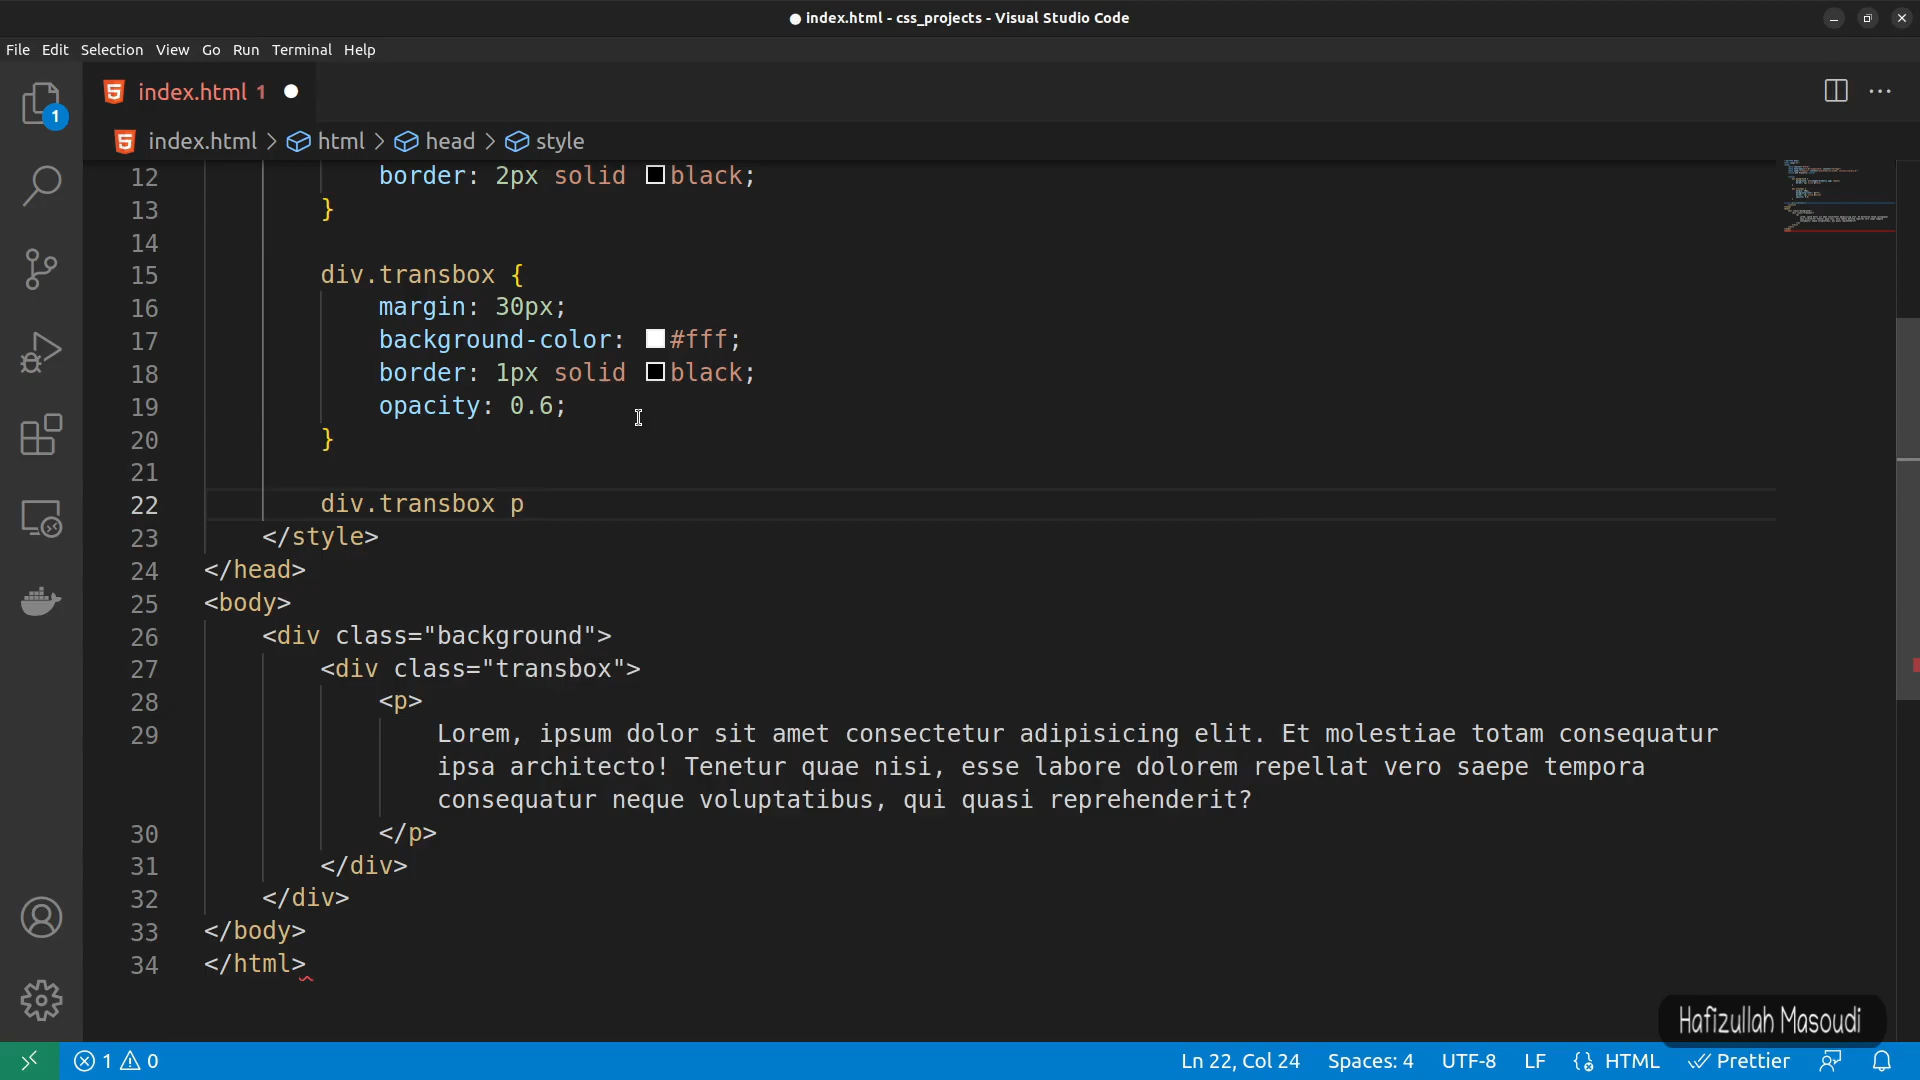 index.html - css_projects - Visual Studio Code
File Edit Selection View Go Run Terminal Help
index.html 1
index.html > html > head > style
1
12 border: 2px solid black;
13 }
14
15 div.transbox {
16 margin: 30px;
17 background-color: #fff;
18 border: 1px solid black;
19 opacity: 0.6;
20 }
21
22 div.transbox p
23 </style>
24 </head>
25 <body>
26 <div class="background">
27 <div class="transbox">
28 <p>
29 Lorem, ipsum dolor sit amet consectetur adipisicing elit. Et molestiae totam consequatur
ipsa architecto! Tenetur quae nisi, esse labore dolorem repellat vero saepe tempora
consequatur neque voluptatibus, qui quasi reprehenderit?
30 </p>
31 </div>
32 </div>
33 </body>
34 </html>
Hafizullah Masoudi
1 0 Ln 22, Col 24 Spaces: 4 UTF-8 LF HTML Prettier